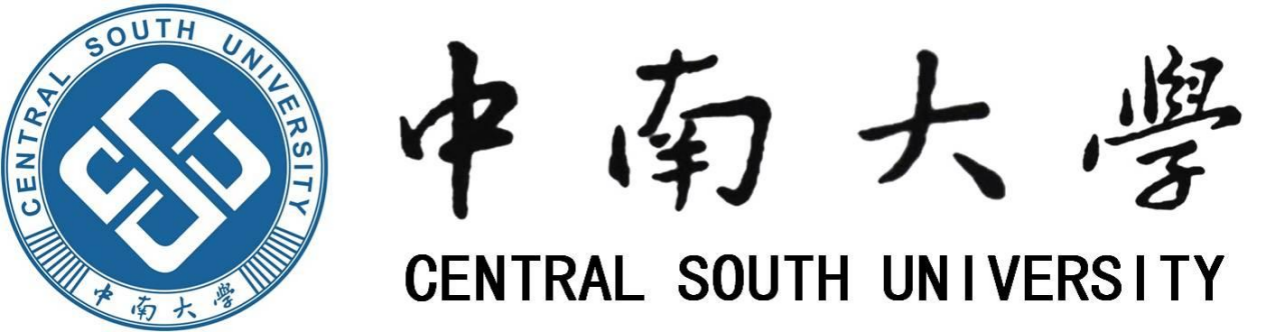 CENTRAL SOUTH UNIVERSITY
中南大學
中南大學
CENTRAL SOUTH UNIVERSITY